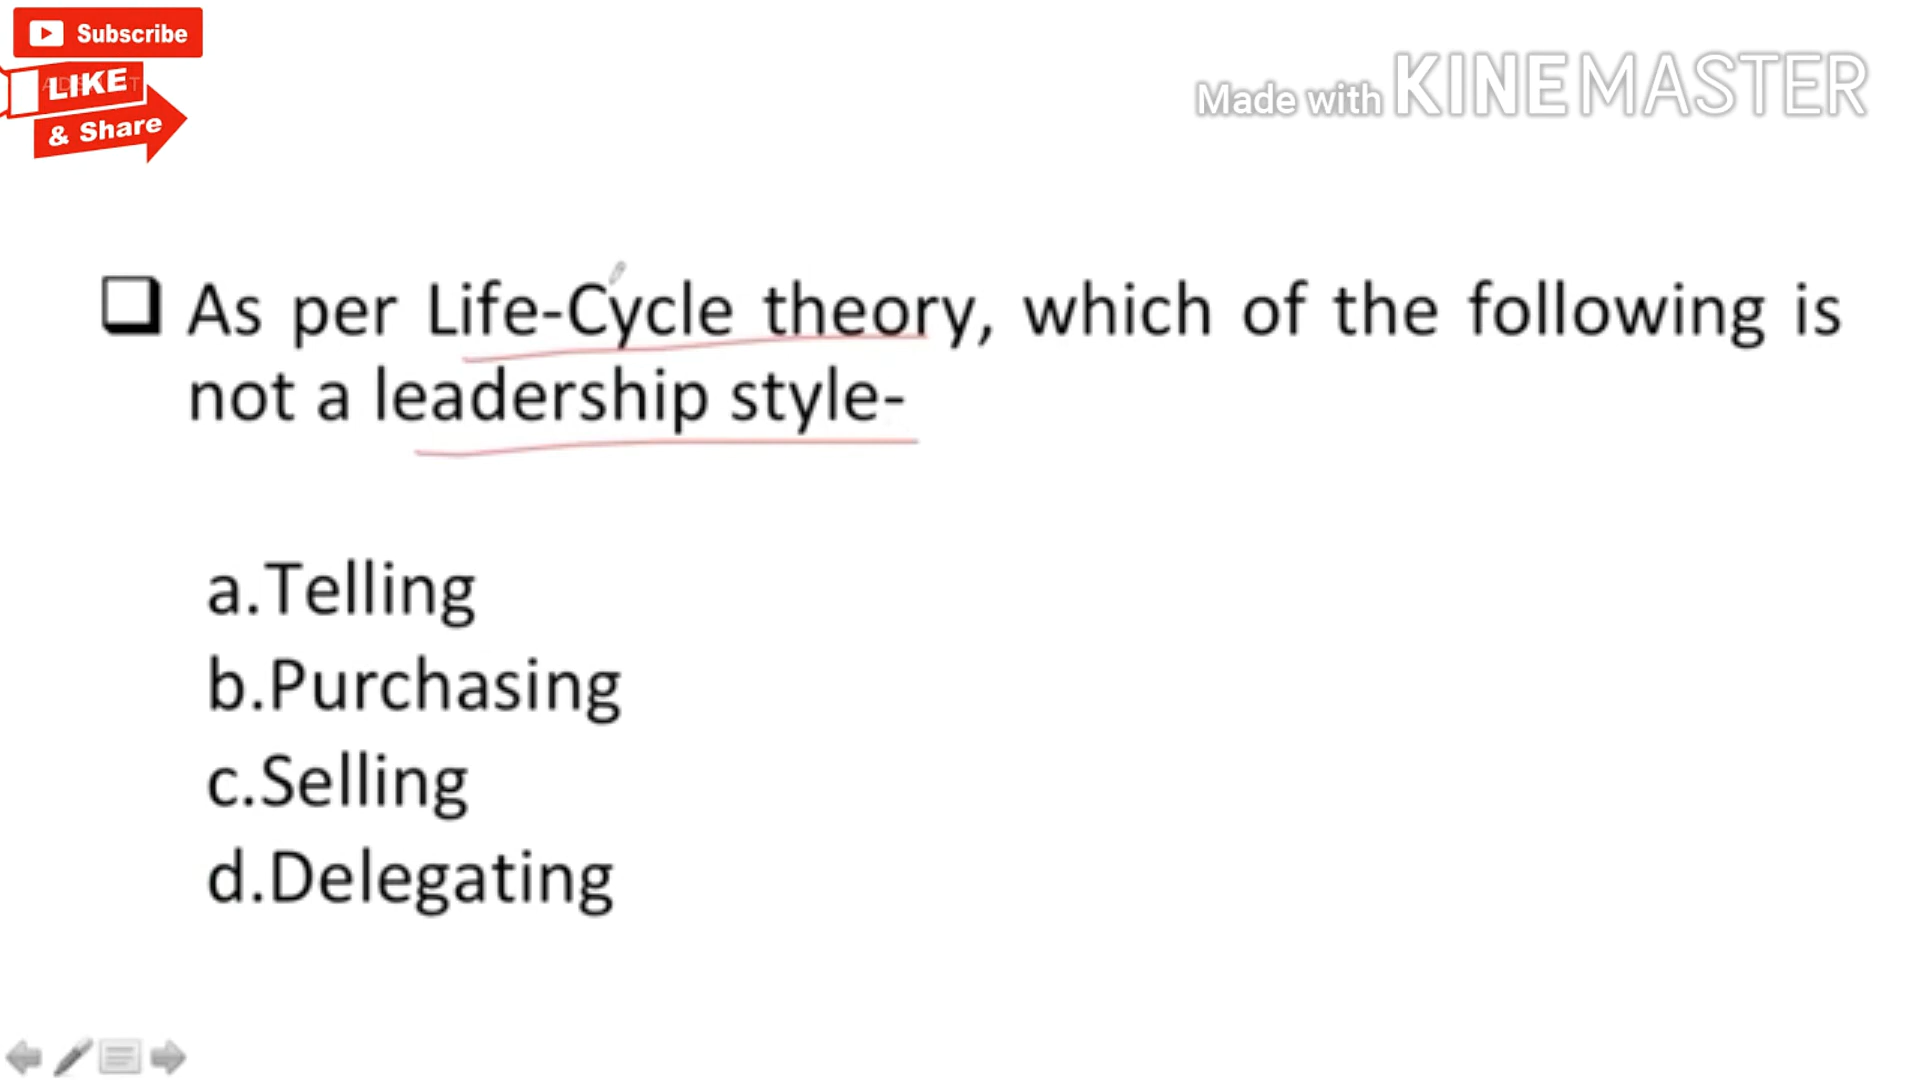 Subscribe
LIKE
& Share
Made with KINEMASTER
As per Life-Cycle theory, which of the following is
not a leadership style-
a.Telling
b.Purchasing
c.Selling
d.Delegating